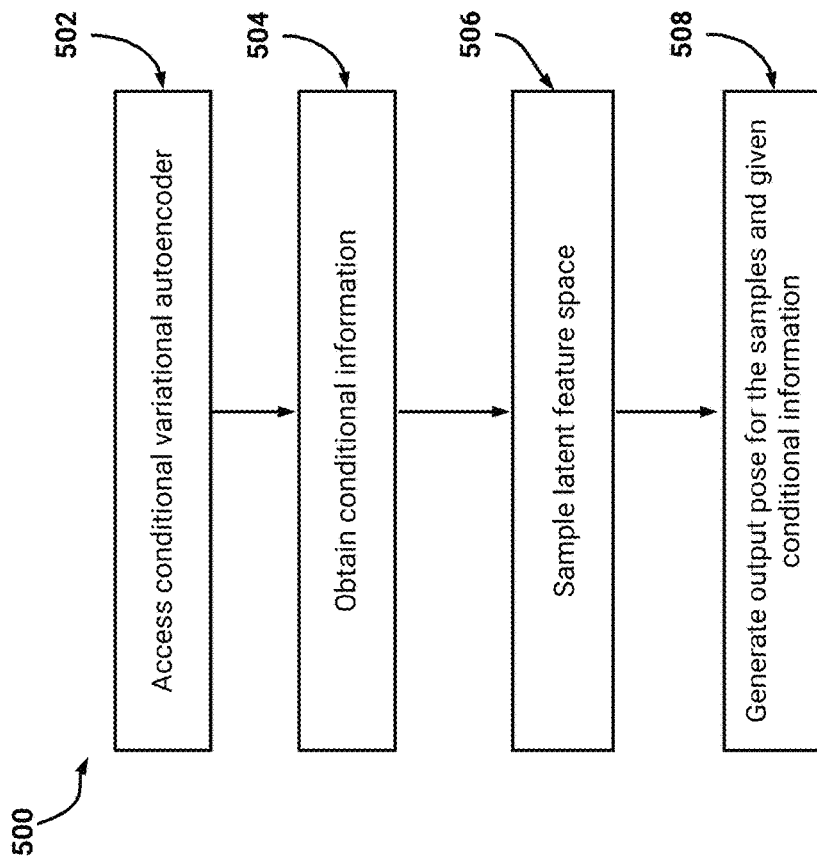 500
Access conditional variational autoencoder
502
Obtain conditional information
504
Sample latent feature space
506
Generate output pose for the samples and given
conditional information
508